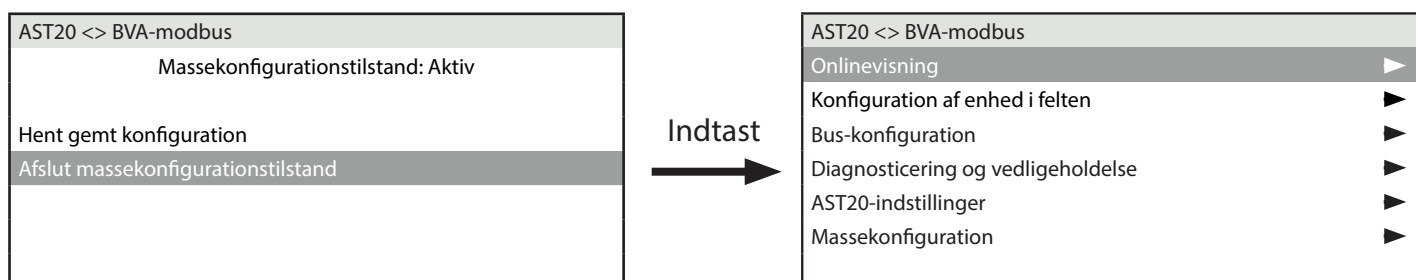 AST20 <> BVA-modbus
Massekonfigurationstilstand: Aktiv
Hent gemt konfiguration
Afslut massekonfigurationstilstand
Indtast
AST20 <> BVA-modbus
Onlinevisning
Konfiguration af enhed i felten
Bus-konfiguration
Diagnosticering og vedligeholdelse
AST20-indstillinger
Massekonfiguration